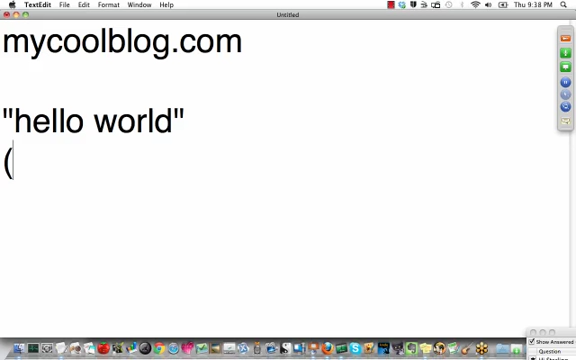 TextEdit File Edit Format Window Help Thu 9:38 PM
Untitled
mycoolblog.com
"hello world"
(
Show Answered
Question